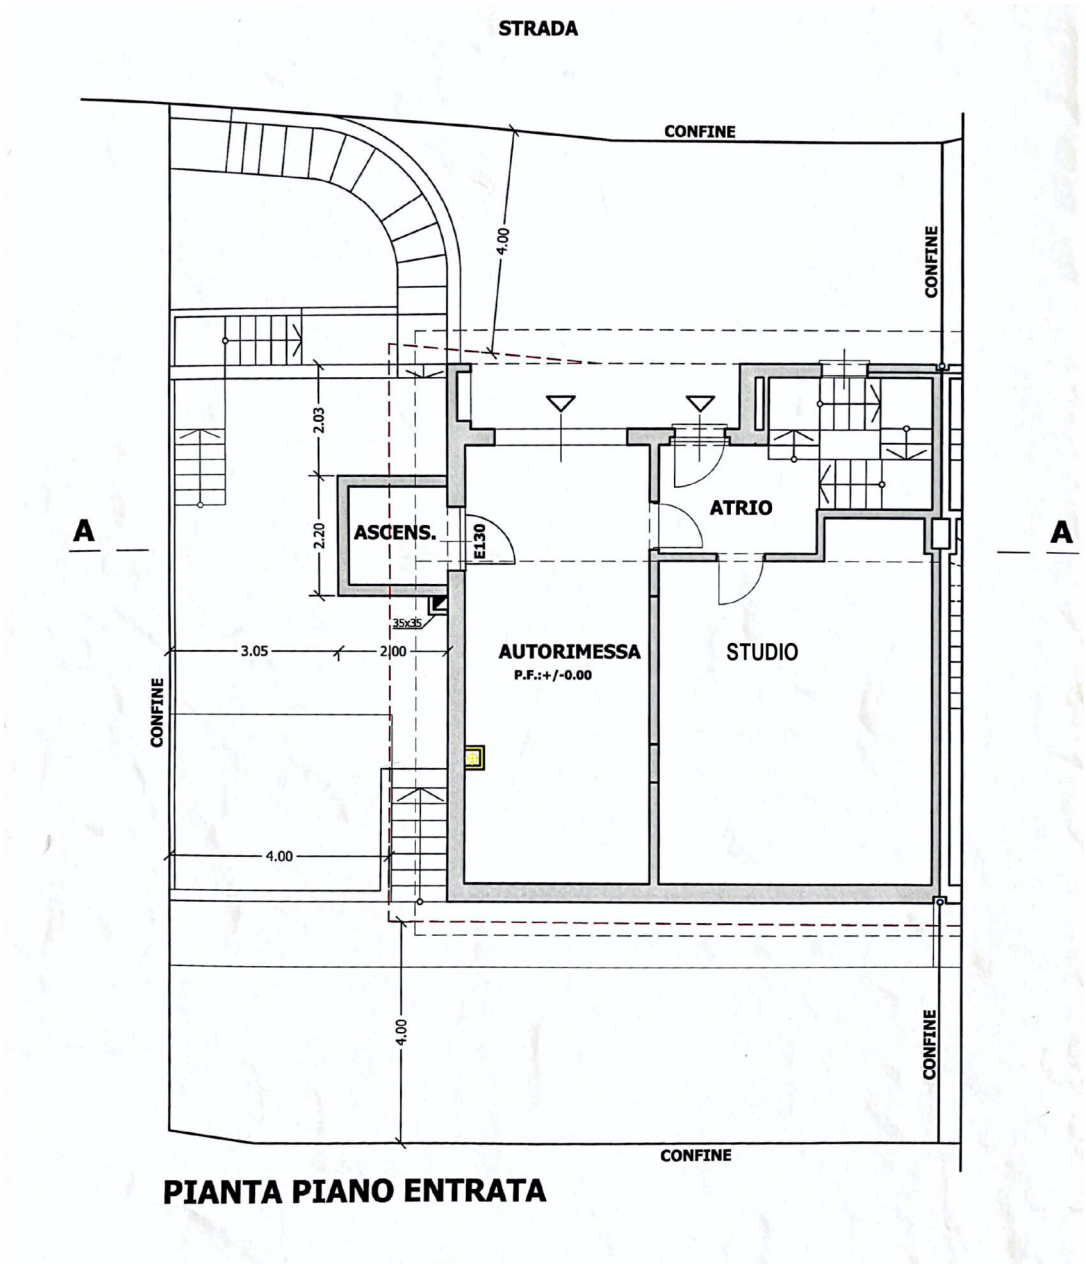 STRADA
CONFINE
4.00
CONFINE
2.03
ATRIO
A
ASCENS.
E130
2.20
A
35x35
3.05
2.00
AUTORIMESSA
P.F.:+/-0.00
STUDIO
CONFINE
4.00
4.00
CONFINE
CONFINE
PIANTA PIANO ENTRATA